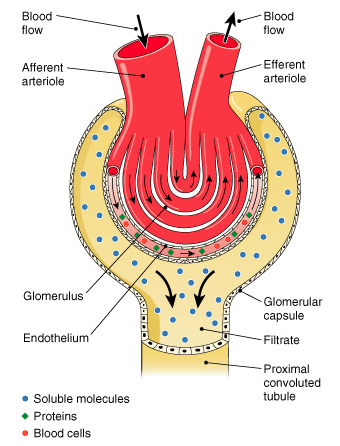 Blood
flow
Blood
flow
Afferent
arteriole
Efferent
arteriole
Glomerulus
Endothelium
Glomerular
capsule
Filtrate
Proximal
convoluted
tubule
Soluble molecules
Proteins
Blood cells